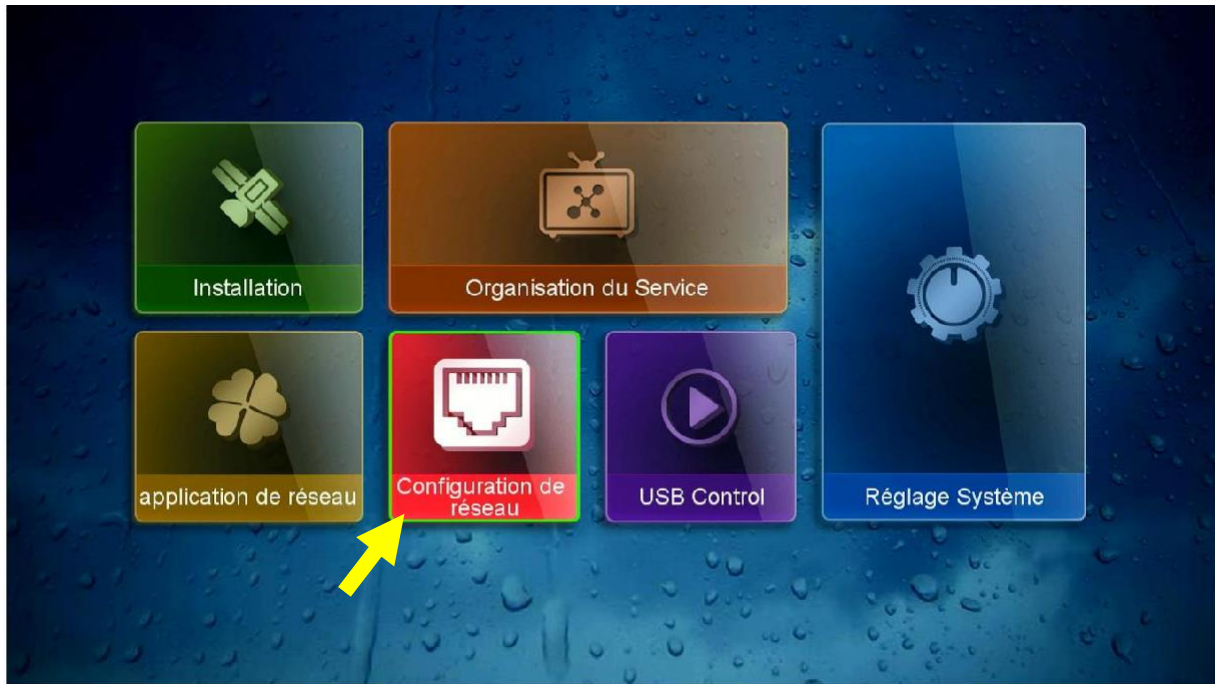 Installation
Organisation du Service
application de réseau
Configuration de
réseau
USB Control
Réglage Système